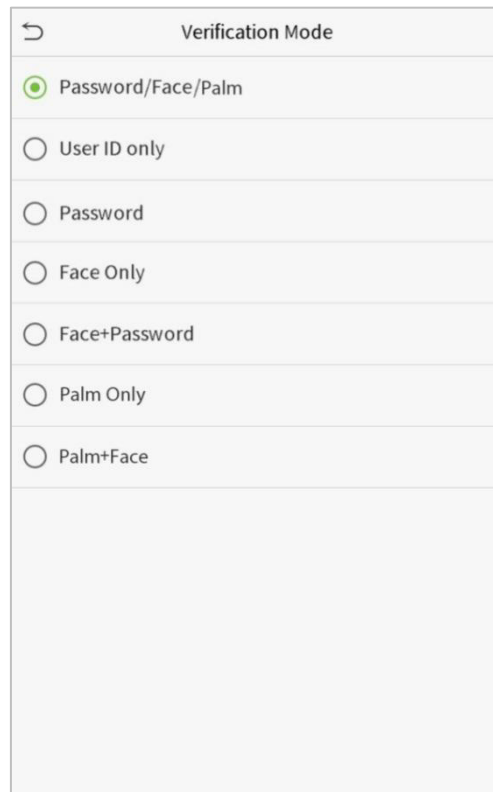 Verification Mode
Password/Face/Palm
User ID only
Password
Face Only
Face+Password
Palm Only
Palm+Face